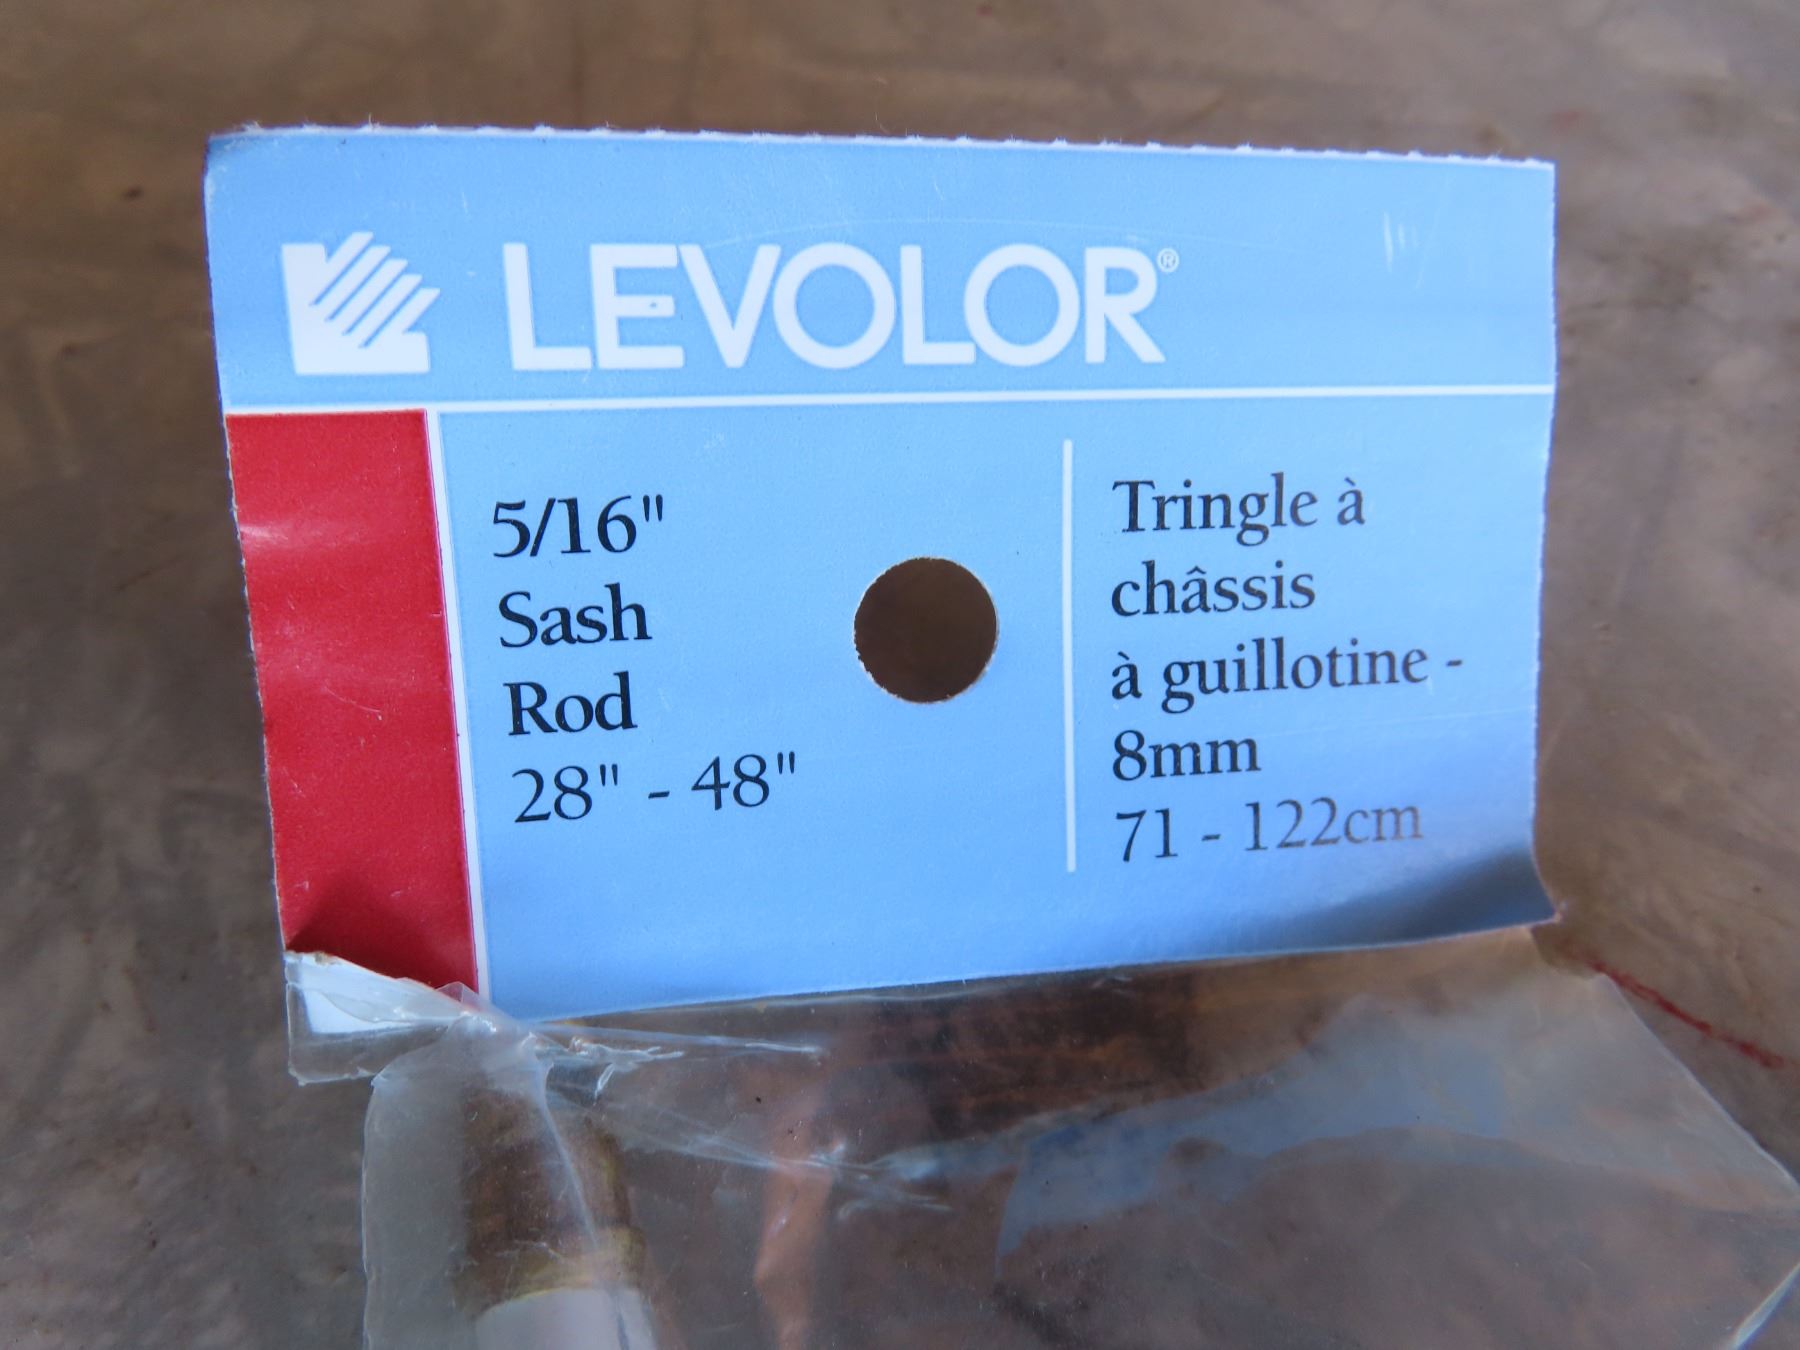 LEVOLOR®
5/16"
Sash
Rod
28" - 48"
Tringle à
châssis
à guillotine -
8mm
71 - 122cm